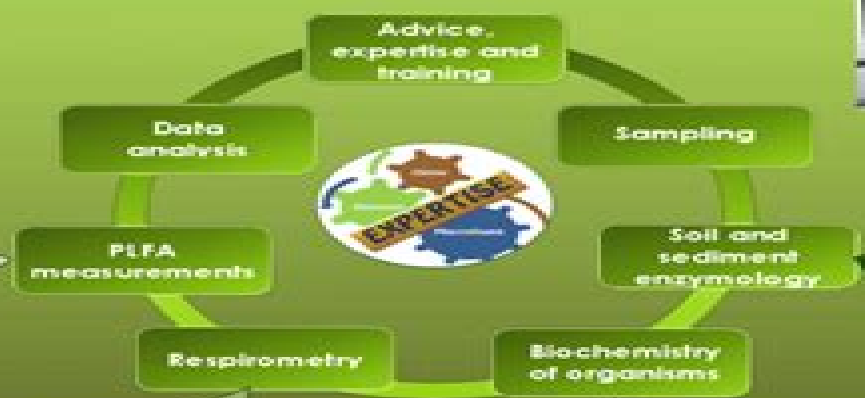 Advice,
expertise and
training
Sampling
Soil and
sediment
enzymology
Biochemistry
of organisms
Respirometry
PLFA
measurements
Data
analysis
EXPERTISE